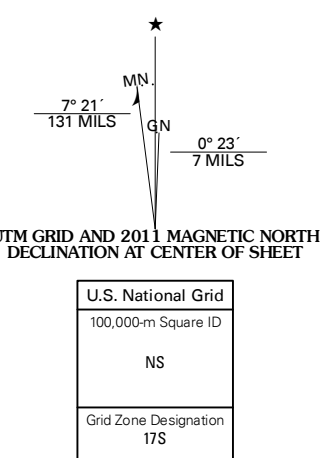 MN.
7° 21´
131 MILS
GN
0° 23´
7 MILS
UTM GRID AND 2011 MAGNETIC NORTH
DECLINATION AT CENTER OF SHEET
U.S. National Grid
100,000-m Square ID
NS
Grid Zone Designation
17S